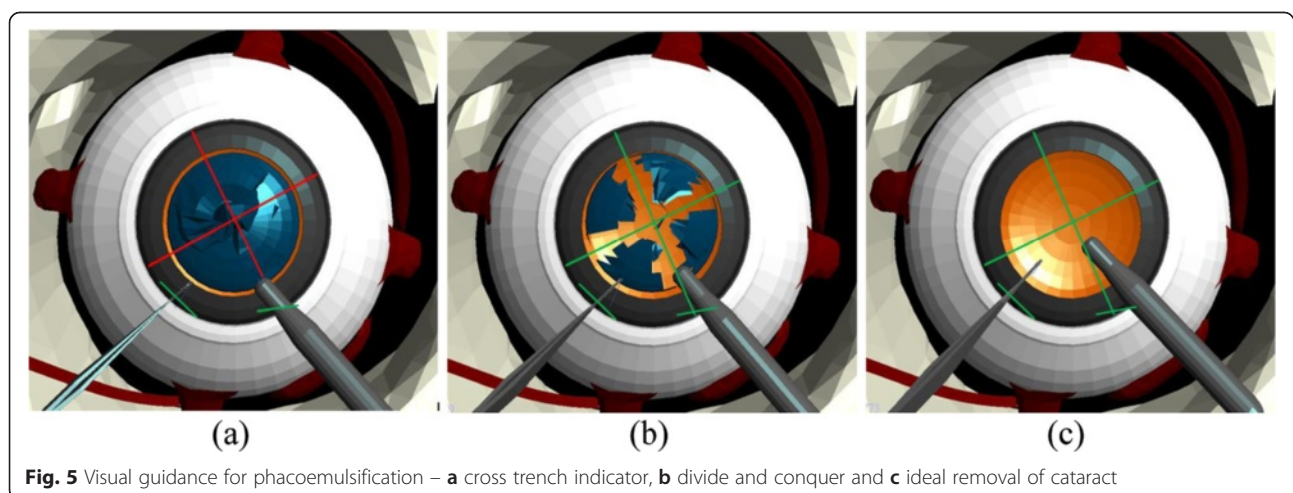 (a) (b) (c)
Fig. 5 Visual guidance for phacoemulsification – a cross trench indicator, b divide and conquer and c ideal removal of cataract